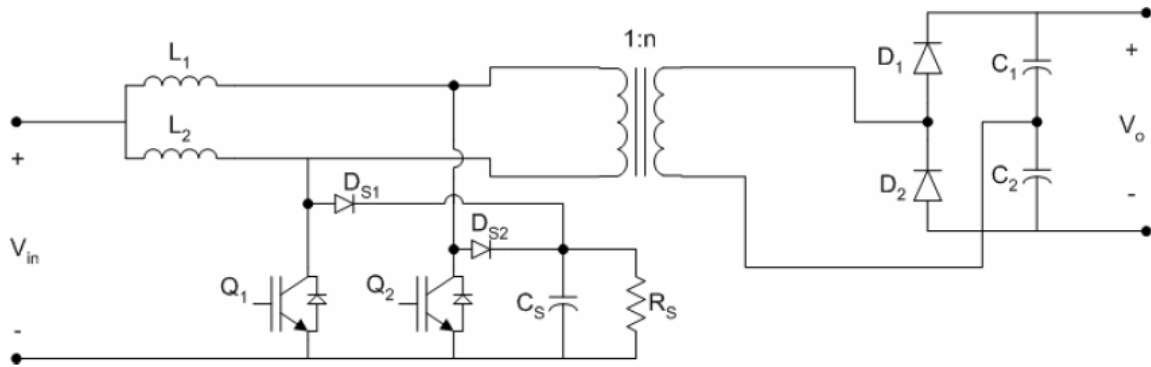 L1
1:n
D1
C1
+
L2
Vo
+
DS1
D2
C2
-
Vin
DS2
Q1
Q2
CS
RS
-